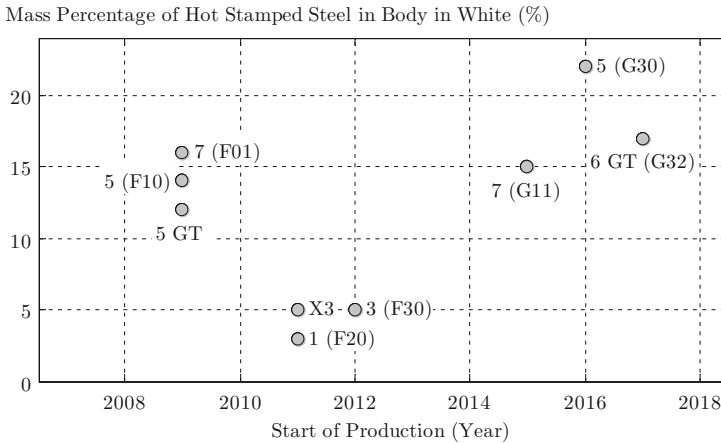 Mass Percentage of Hot Stamped Steel in Body in White (%)
5 (G30)
20
7 (F01)
6 GT (G32)
15
5 (F10)
7 (G11)
5 GT
10
5
X3
3 (F30)
1 (F20)
0
2008
2010
2012
2014
2016
2018
Start of Production (Year)